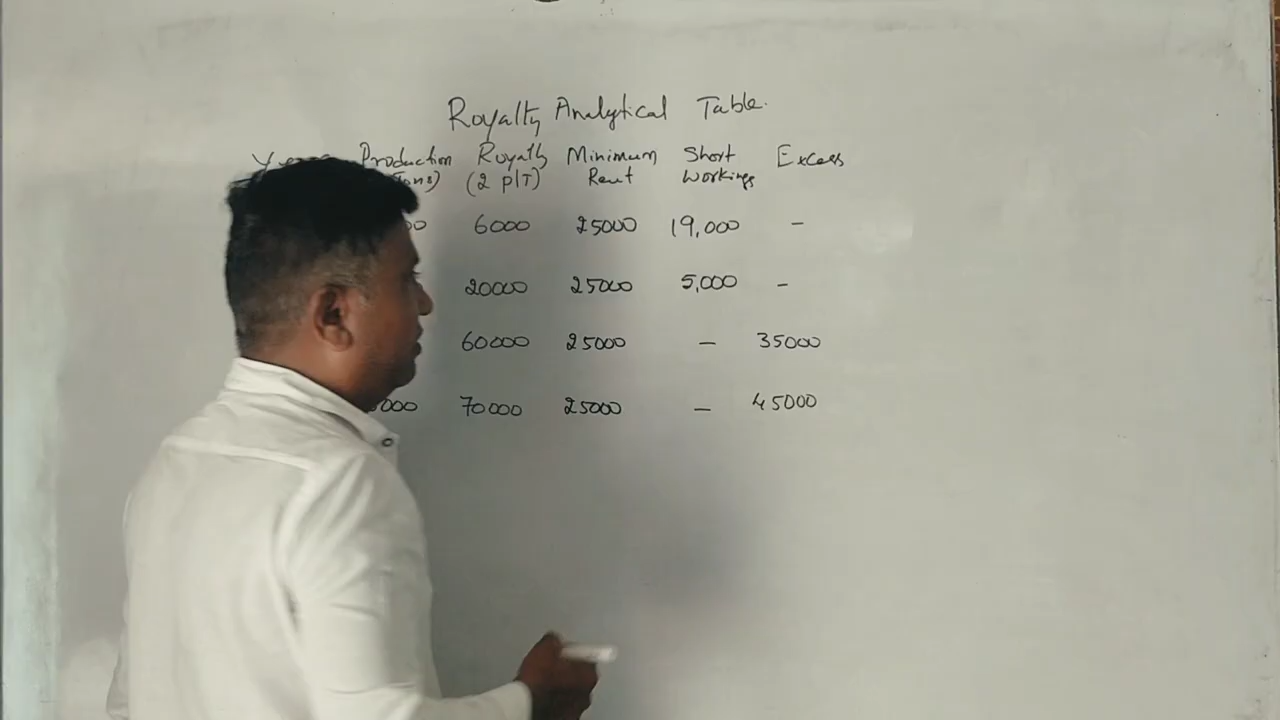 Royalty Analytical Table.
Production Royalty Minimum Short Excess
(2 p/T) Rent Workings
6000 25000 19,000 -
20000 25000 5,000 -
60000 25000 - 35000
70000 25000 - 45000